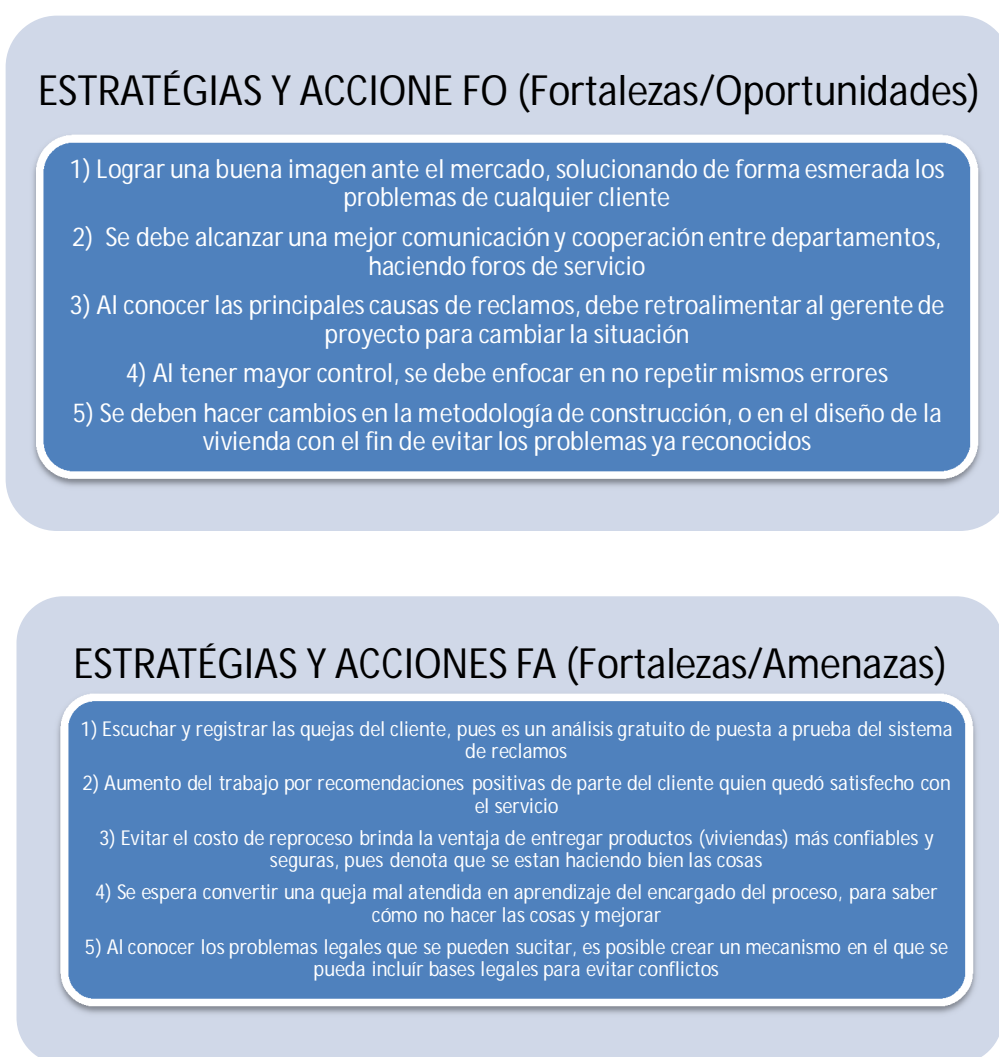 ESTRATÉGIAS Y ACCIONE FO (Fortalezas/Oportunidades)
1) Lograr una buena imagen ante el mercado, solucionando de forma esmerada los
problemas de cualquier cliente
2) Se debe alcanzar una mejor comunicación y cooperación entre departamentos,
haciendo foros de servicio
3) Al conocer las principales causas de reclamos, debe retroalimentar al gerente de
proyecto para cambiar la situación
4) Al tener mayor control, se debe enfocar en no repetir mismos errores
5) Se deben hacer cambios en la metodología de construcción, o en el diseño de la
vivienda con el fin de evitar los problemas ya reconocidos
ESTRATÉGIAS Y ACCIONES FA (Fortalezas/Amenazas)
1) Escuchar y registrar las quejas del cliente, pues es un análisis gratuito de puesta a prueba del sistema
de reclamos
2) Aumento del trabajo por recomendaciones positivas de parte del cliente quien quedó satisfecho con
el servicio
3) Evitar el costo de reproceso brinda la ventaja de entregar productos (viviendas) más confiables y
seguras, pues denota que se estan haciendo bien las cosas
4) Se espera convertir una queja mal atendida en aprendizaje del encargado del proceso, para saber
cómo no hacer las cosas y mejorar
5) Al conocer los problemas legales que se pueden sucitar, es posible crear un mecanismo en el que se
pueda incluír bases legales para evitar conflictos